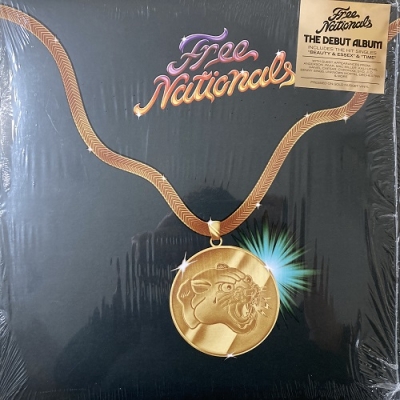 Free
Nationals
Free
Nationals
THE DEBUT ALBUM
INCLUDES THE HIT SINGLES
"BEAUTY & ESSEX" & "TIME"